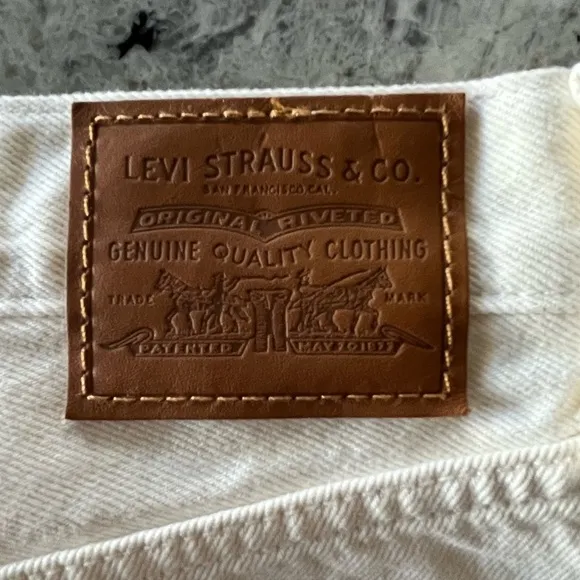 LEVI STRAUSS & CO.
SAN FRANCISCO, CAL.
ORIGINAL RIVETED
GENUINE QUALITY CLOTHING
TRADE MARK
PATENTED MAY 20 1873